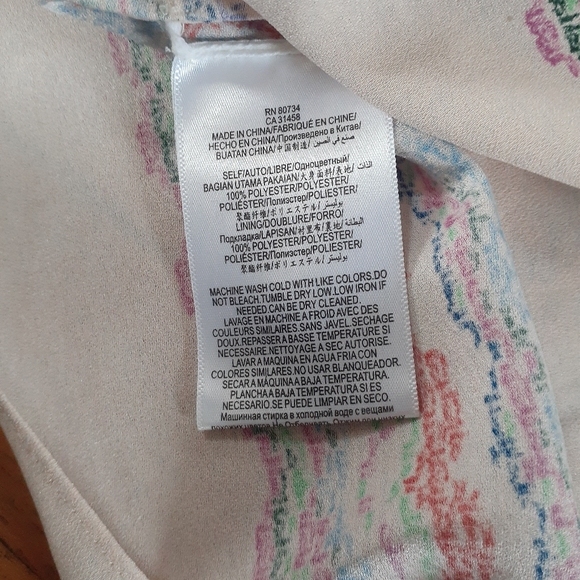 RN 80734
CA 31458
MADE IN CHINA/FABRIQUÉ EN CHINE/
HECHO EN CHINA/Произведено в Китае/
BUATAN CHINA/中国制造/ صنع في الصين
SELF/AUTO/LIBRE/Одноцветный/
BAGIAN UTAMA PAKAIAN/大身面料/表地/ الذات
100% POLYESTER/POLYESTER/
POLIÉSTER/Полиэстер/POLIESTER/
聚酯纤维/ポリエステル/ بوليستر
LINING/DOUBLURE/FORRO/
Подкладка/LAPISAN/村里布/裏地/ البطانة
100% POLYESTER/POLYESTER/
POLIÉSTER/Полиэстер/POLIESTER/
聚酯纤维/ポリエステル/ بوليستر
MACHINE WASH COLD WITH LIKE COLORS.DO
NOT BLEACH.TUMBLE DRY LOW.LOW IRON IF
NEEDED.CAN BE DRY CLEANED.
LAVAGE EN MACHINE A FROID AVEC DES
COULEURS SIMILAIRES.SANS JAVEL.SECHAGE
DOUX.REPASSER A BASSE TEMPERATURE SI
NECESSAIRE.NETTOYAGE A SEC AUTORISE.
LAVAR A MAQUINA EN AGUA FRIA CON
COLORES SIMILARES.NO USAR BLANQUEADOR.
SECAR A MÁQUINA A BAJA TEMPERATURA.
PLANCHA A BAJA TEMPERATURA SI ES
NECESARIO.SE PUEDE LIMPIAR EN SECO.
Машинная стирка в холодной воде с вещами
похожих цветов.Не Отбеливать.